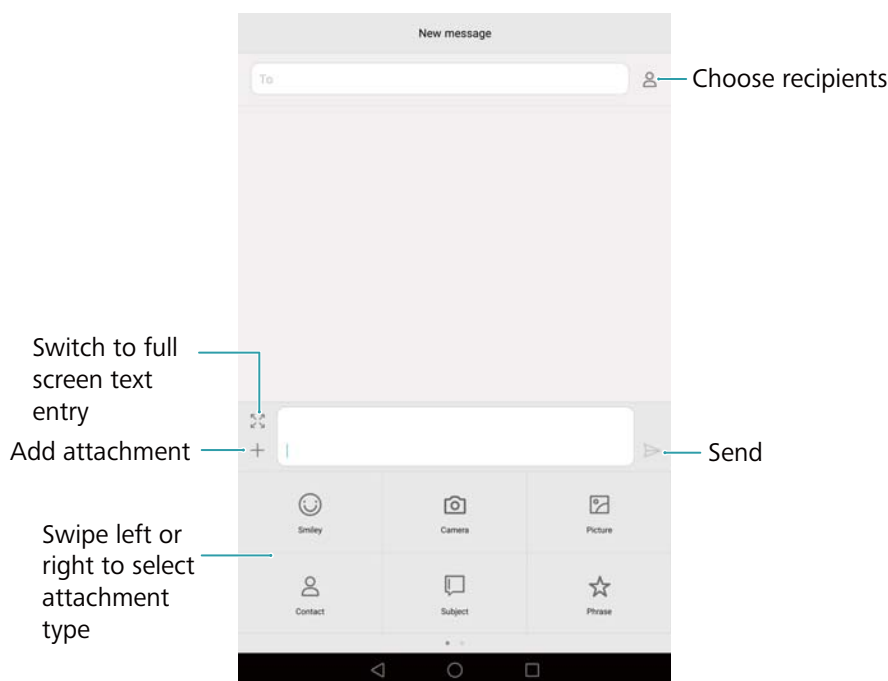 New message
To
Choose recipients
Switch to full
screen text
entry
Add attachment
Send
Smiley
Camera
Picture
Swipe left or
right to select
attachment
type
Contact
Subject
Phrase